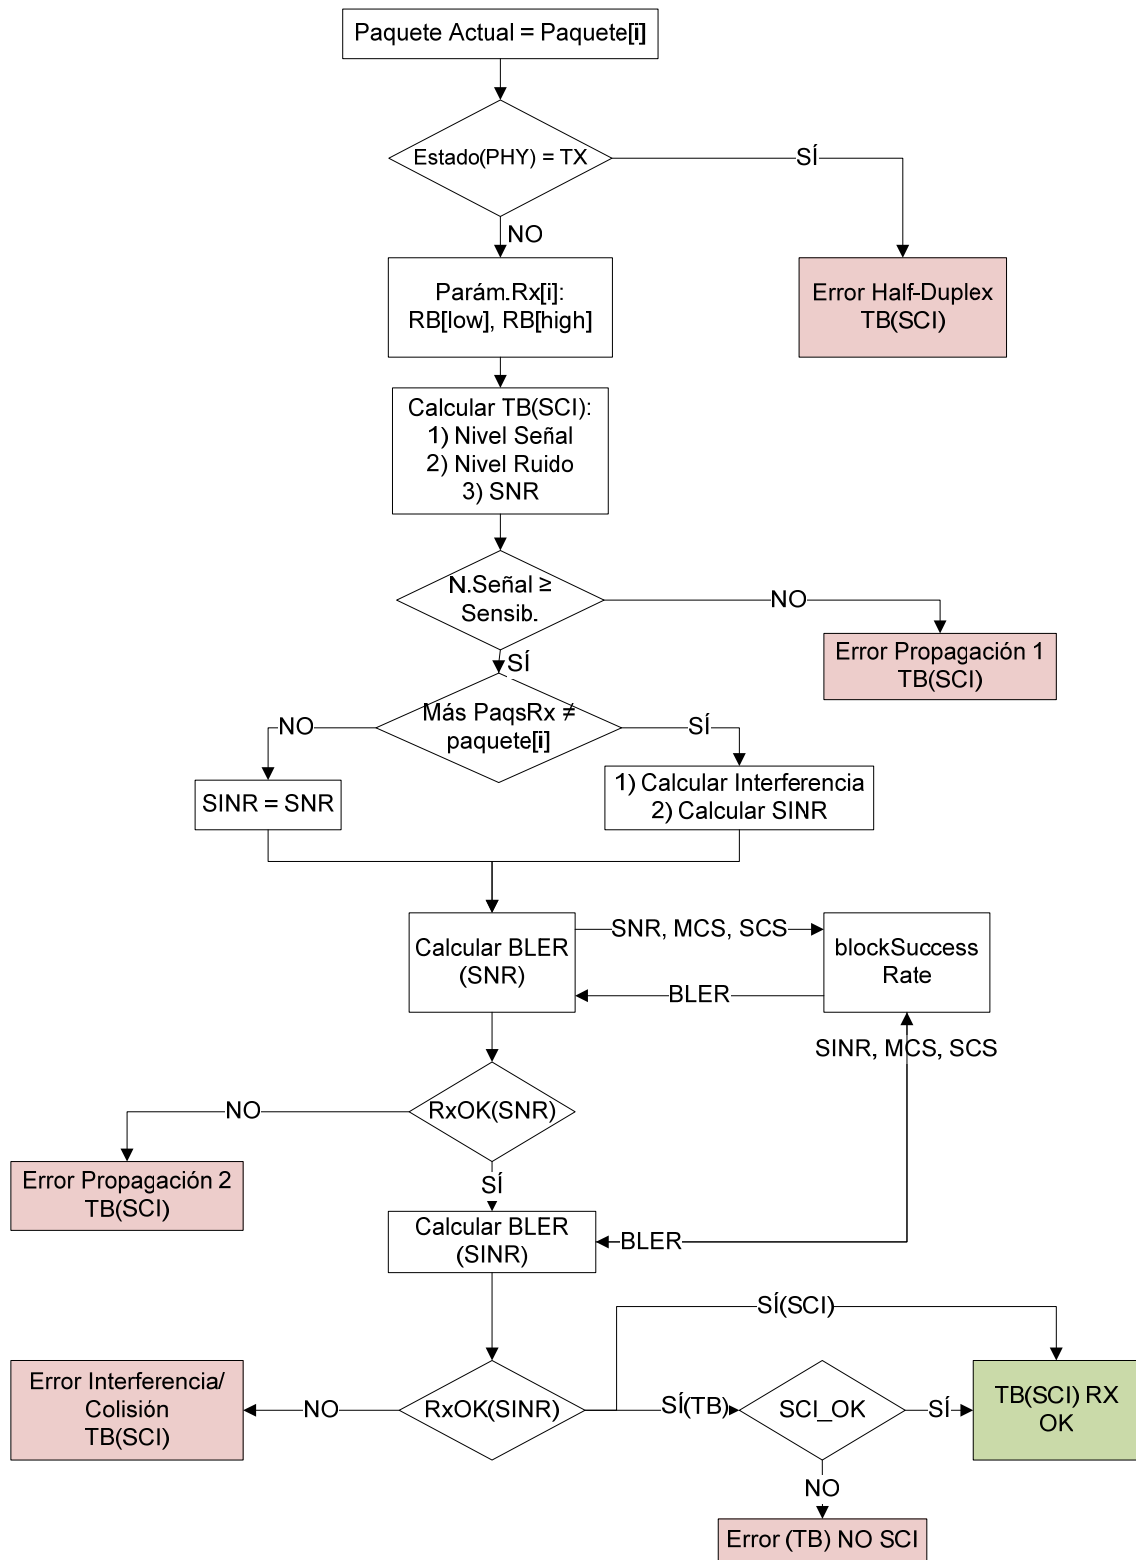 Paquete Actual = Paquete[i]
Estado(PHY) = TX
SÍ
NO
Parám.Rx[i]:
RB[low], RB[high]
Error Half-Duplex
TB(SCI)
Calcular TB(SCI):
1) Nivel Señal
2) Nivel Ruido
3) SNR
N.Señal ≥
Sensib.
NO
Error Propagación 1
TB(SCI)
SÍ
Más PaqsRx ≠
paquete[i]
NO
SÍ
SINR = SNR
1) Calcular Interferencia
2) Calcular SINR
Calcular BLER
(SNR)
SNR, MCS, SCS
BLER
blockSuccess
Rate
SINR, MCS, SCS
RxOK(SNR)
NO
Error Propagación 2
TB(SCI)
SÍ
Calcular BLER
(SINR)
BLER
SÍ(SCI)
Error Interferencia/
Colisión
TB(SCI)
NO
RxOK(SINR)
SÍ(TB)
SCI_OK
SÍ
TB(SCI) RX
OK
NO
Error (TB) NO SCI